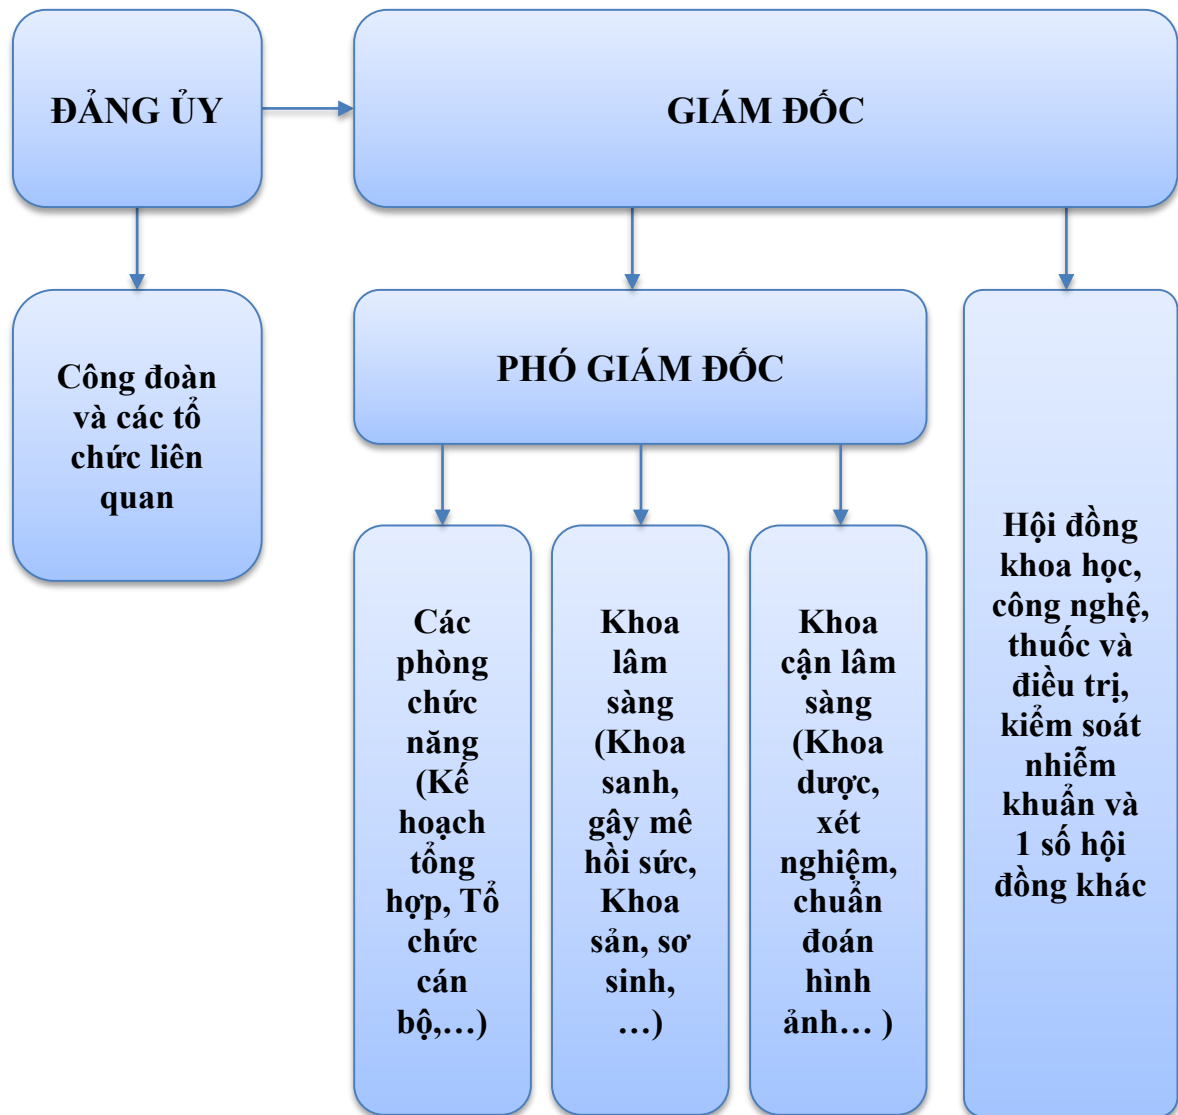 ĐẢNG ỦY
GIÁM ĐỐC
Công đoàn
và các tổ
chức liên
quan
PHÓ GIÁM ĐỐC
Các
phòng
chức
năng
(Kế
hoạch
tổng
hợp, Tổ
chức
cán
bộ,…)
Khoa
lâm
sàng
(Khoa
sanh,
gây mê
hồi sức,
Khoa
sản, sơ
sinh,
…)
Khoa
cận lâm
sàng
(Khoa
dược,
xét
nghiệm,
chuẩn
đoán
hình
ảnh… )
Hội đồng
khoa học,
công nghệ,
thuốc và
điều trị,
kiểm soát
nhiễm
khuẩn và
1 số hội
đồng khác